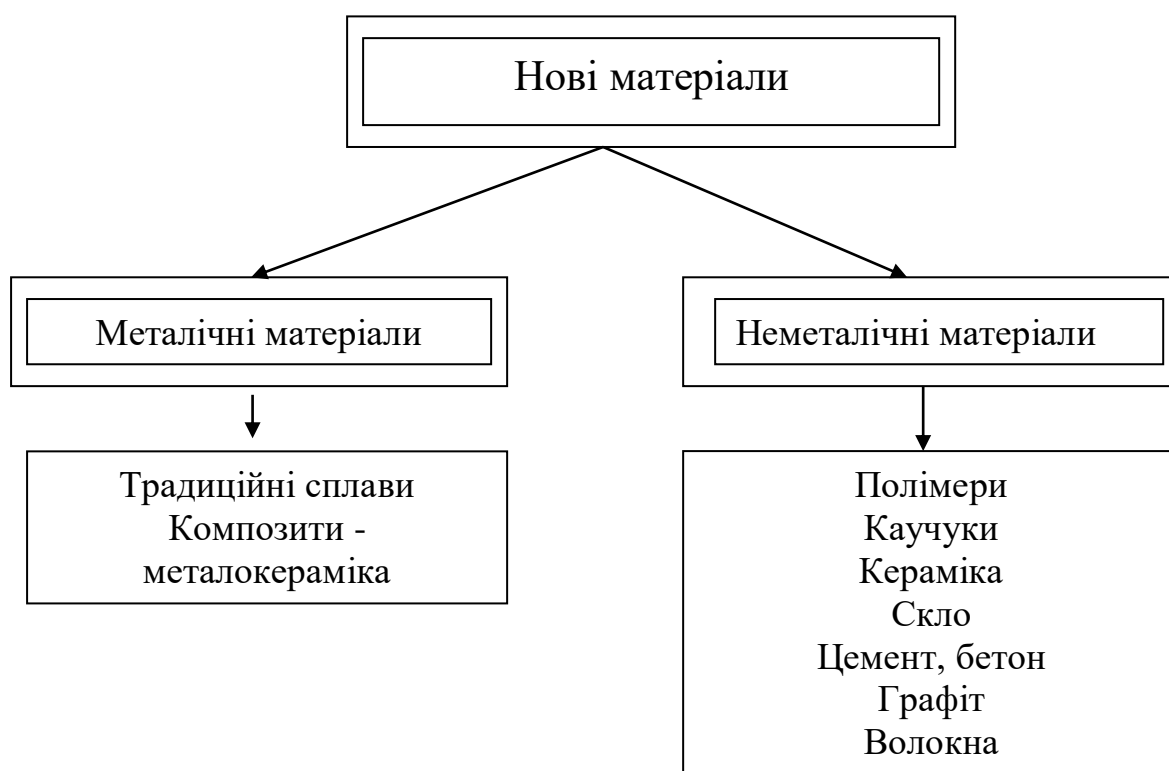 Нові матеріали
Металічні матеріали
Неметалічні матеріали
Традиційні сплави
Композити -
металокераміка
Полімери
Каучуки
Кераміка
Скло
Цемент, бетон
Графіт
Волокна